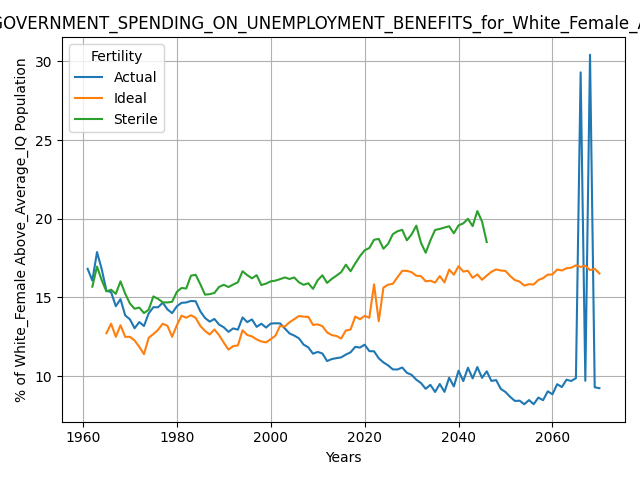 GOVERNMENT_SPENDING_ON_UNEMPLOYMENT_BENEFITS_for_White_Female_A
Fertility
Actual
Ideal
Sterile
% of White_Female Above_Average_IQ Population
30
25
20
15
10
1960 1980 2000 2020 2040 2060
Years